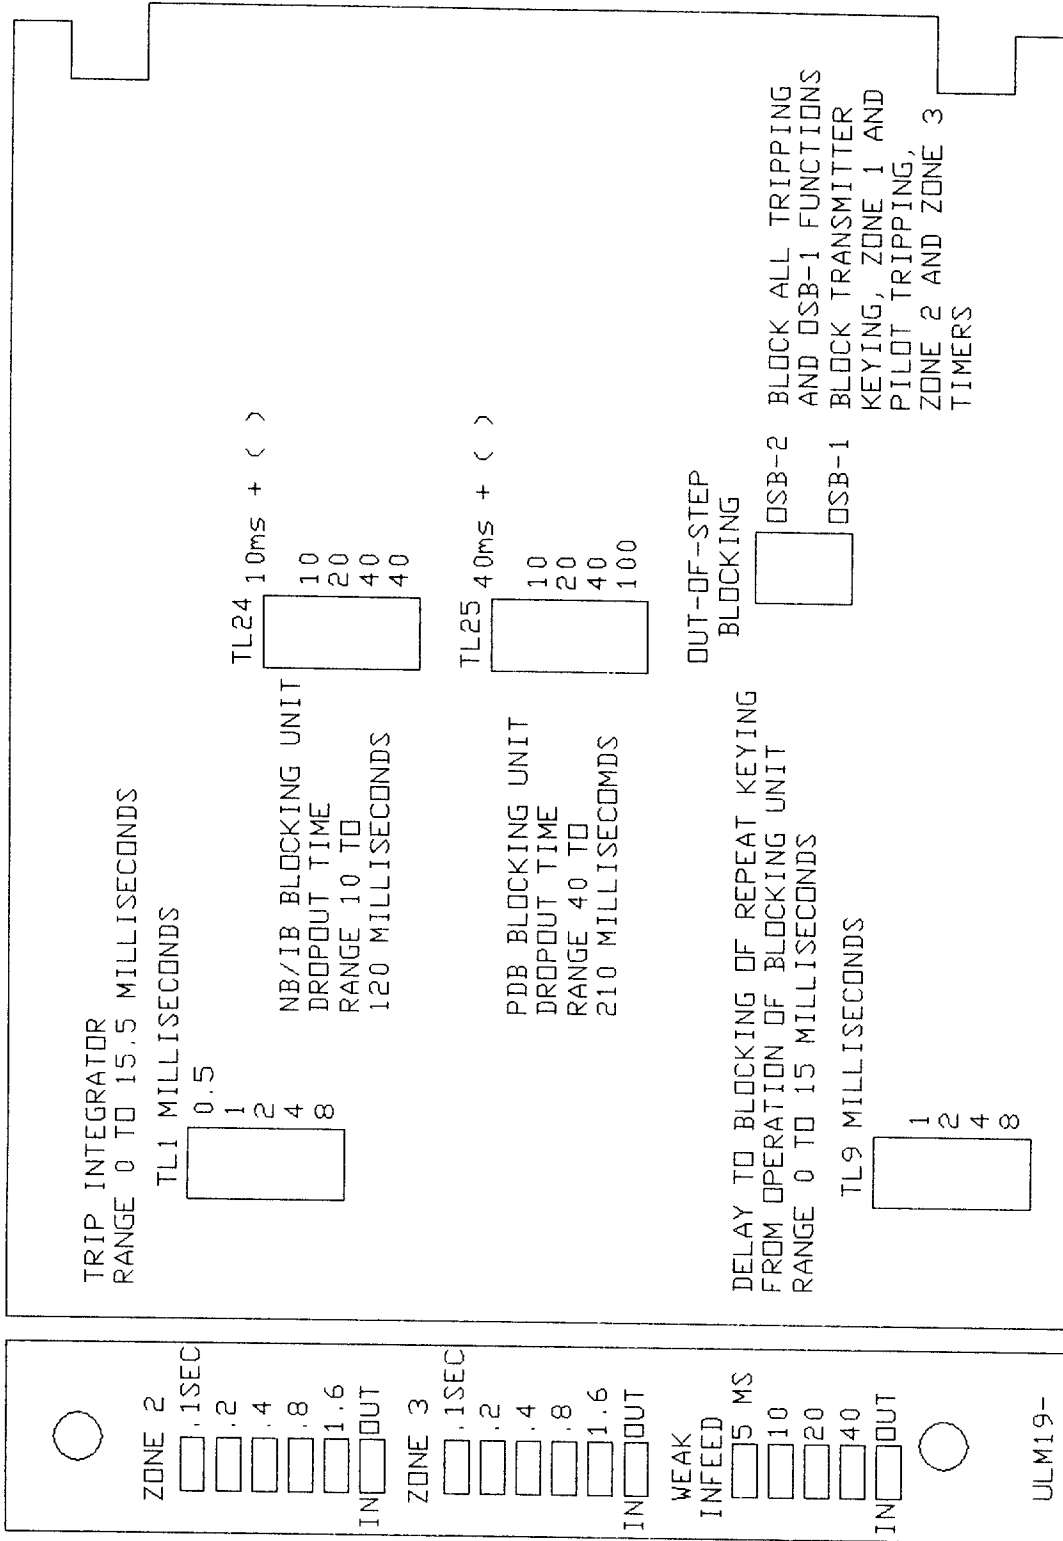 TRIP INTEGRATOR
RANGE 0 TO 15.5 MILLISECONDS
TL1 MILLISECONDS
0.5
1
2
4
8
TL24 10ms + ( )
10
20
40
40
NB/IB BLOCKING UNIT
DROPOUT TIME
RANGE 10 TO
120 MILLISECONDS
TL25 40ms + ( )
10
20
40
100
PDB BLOCKING UNIT
DROPOUT TIME
RANGE 40 TO
210 MILLISECOMDS
OUT-OF-STEP
BLOCKING
OSB-2
OSB-1
BLOCK ALL TRIPPING
AND OSB-1 FUNCTIONS
BLOCK TRANSMITTER
KEYING, ZONE 1 AND
PILOT TRIPPING,
ZONE 2 AND ZONE 3
TIMERS
DELAY TO BLOCKING OF REPEAT KEYING
FROM OPERATION OF BLOCKING UNIT
RANGE 0 TO 15 MILLISECONDS
TL9 MILLISECONDS
1
2
4
8
ZONE 2
.1SEC
.2
.4
.8
1.6
IN OUT
ZONE 3
.1SEC
.2
.4
.8
1.6
IN OUT
WEAK
INFEED
5 MS
10
20
40
IN OUT
ULM19-